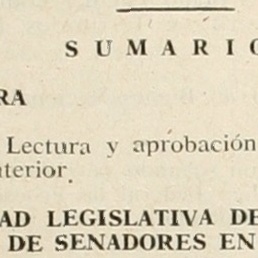 SUMARIO
RA
Lectura y aprobación
nterior.
AD LEGISLATIVA DE
DE SENADORES EN